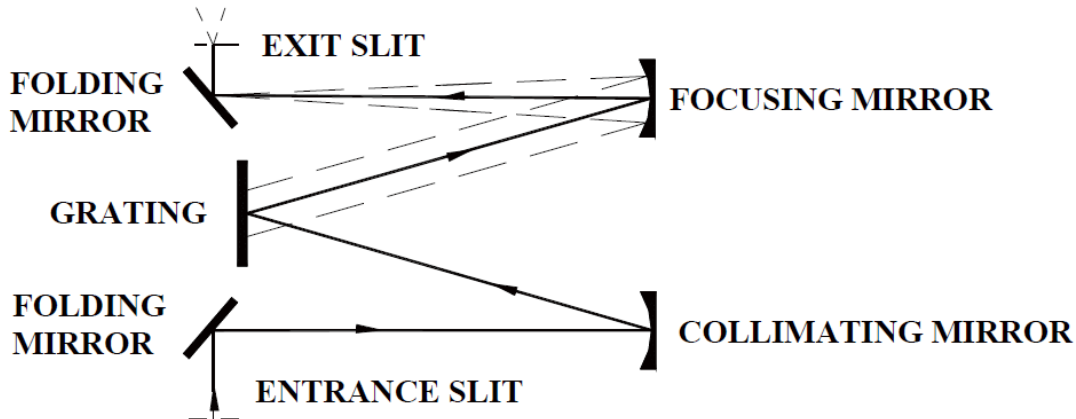 EXIT SLIT
FOLDING
MIRROR
FOCUSING MIRROR
GRATING
FOLDING
MIRROR
COLLIMATING MIRROR
ENTRANCE SLIT